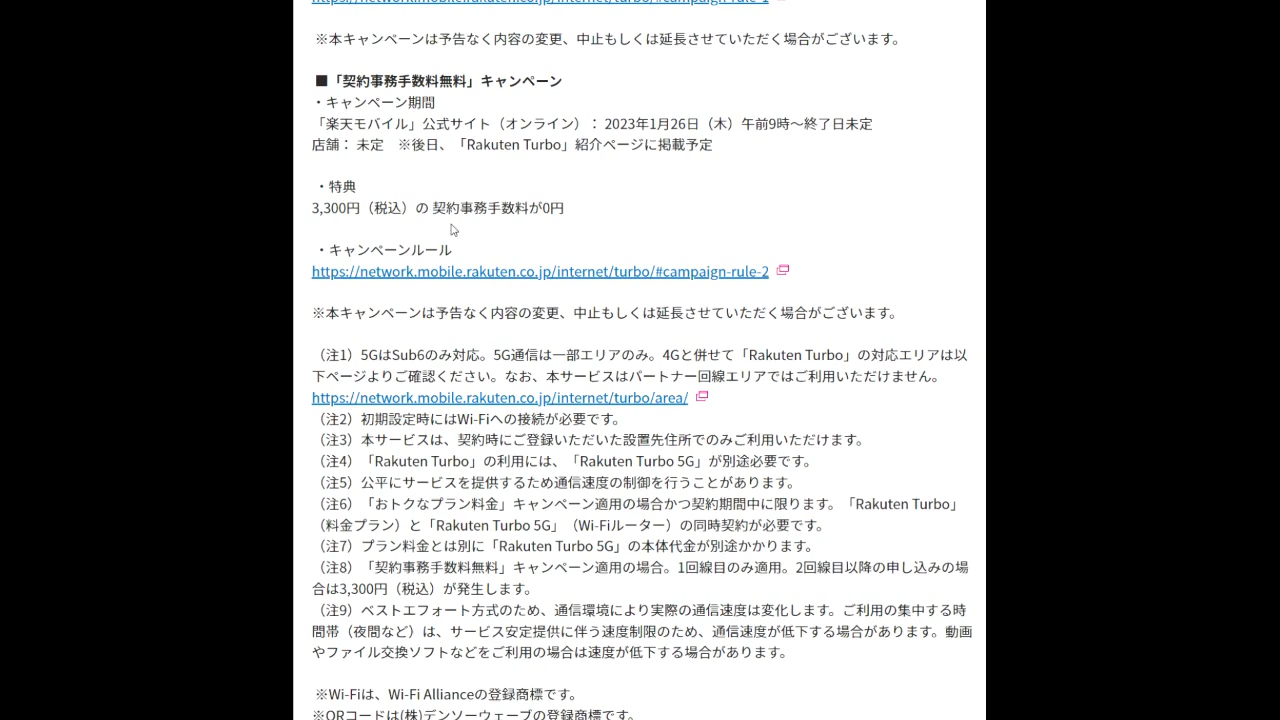 https://network.mobile.rakuten.co.jp/internet/turbo/#campaign-rule-1
※本キャンペーンは予告なく内容の変更、中止もしくは延長させていただく場合がございます。
■「契約事務手数料無料」キャンペーン
・キャンペーン期間
「楽天モバイル」公式サイト（オンライン）： 2023年1月26日（木）午前9時～終了日未定
店舗： 未定　※後日、「Rakuten Turbo」紹介ページに掲載予定
・特典
3,300円（税込）の 契約事務手数料が0円
・キャンペーンルール
https://network.mobile.rakuten.co.jp/internet/turbo/#campaign-rule-2
※本キャンペーンは予告なく内容の変更、中止もしくは延長させていただく場合がございます。
（注1）5GはSub6のみ対応。5G通信は一部エリアのみ。4Gと併せて「Rakuten Turbo」の対応エリアは以
下ページよりご確認ください。なお、本サービスはパートナー回線エリアではご利用いただけません。
https://network.mobile.rakuten.co.jp/internet/turbo/area/
（注2）初期設定時にはWi-Fiへの接続が必要です。
（注3）本サービスは、契約時にご登録いただいた設置先住所でのみご利用いただけます。
（注4）「Rakuten Turbo」の利用には、「Rakuten Turbo 5G」が別途必要です。
（注5）公平にサービスを提供するため通信速度の制御を行うことがあります。
（注6）「おトクなプラン料金」キャンペーン適用の場合かつ契約期間中に限ります。「Rakuten Turbo」
（料金プラン）と「Rakuten Turbo 5G」（Wi-Fiルーター）の同時契約が必要です。
（注7）プラン料金とは別に「Rakuten Turbo 5G」の本体代金が別途かかります。
（注8）「契約事務手数料無料」キャンペーン適用の場合。1回線目のみ適用。2回線目以降の申し込みの場
合は3,300円（税込）が発生します。
（注9）ベストエフォート方式のため、通信環境により実際の通信速度は変化します。ご利用の集中する時
間帯（夜間など）は、サービス安定提供に伴う速度制限のため、通信速度が低下する場合があります。動画
やファイル交換ソフトなどをご利用の場合は速度が低下する場合があります。
※Wi-Fiは、Wi-Fi Allianceの登録商標です。
※QRコードは(株)デンソーウェーブの登録商標です。